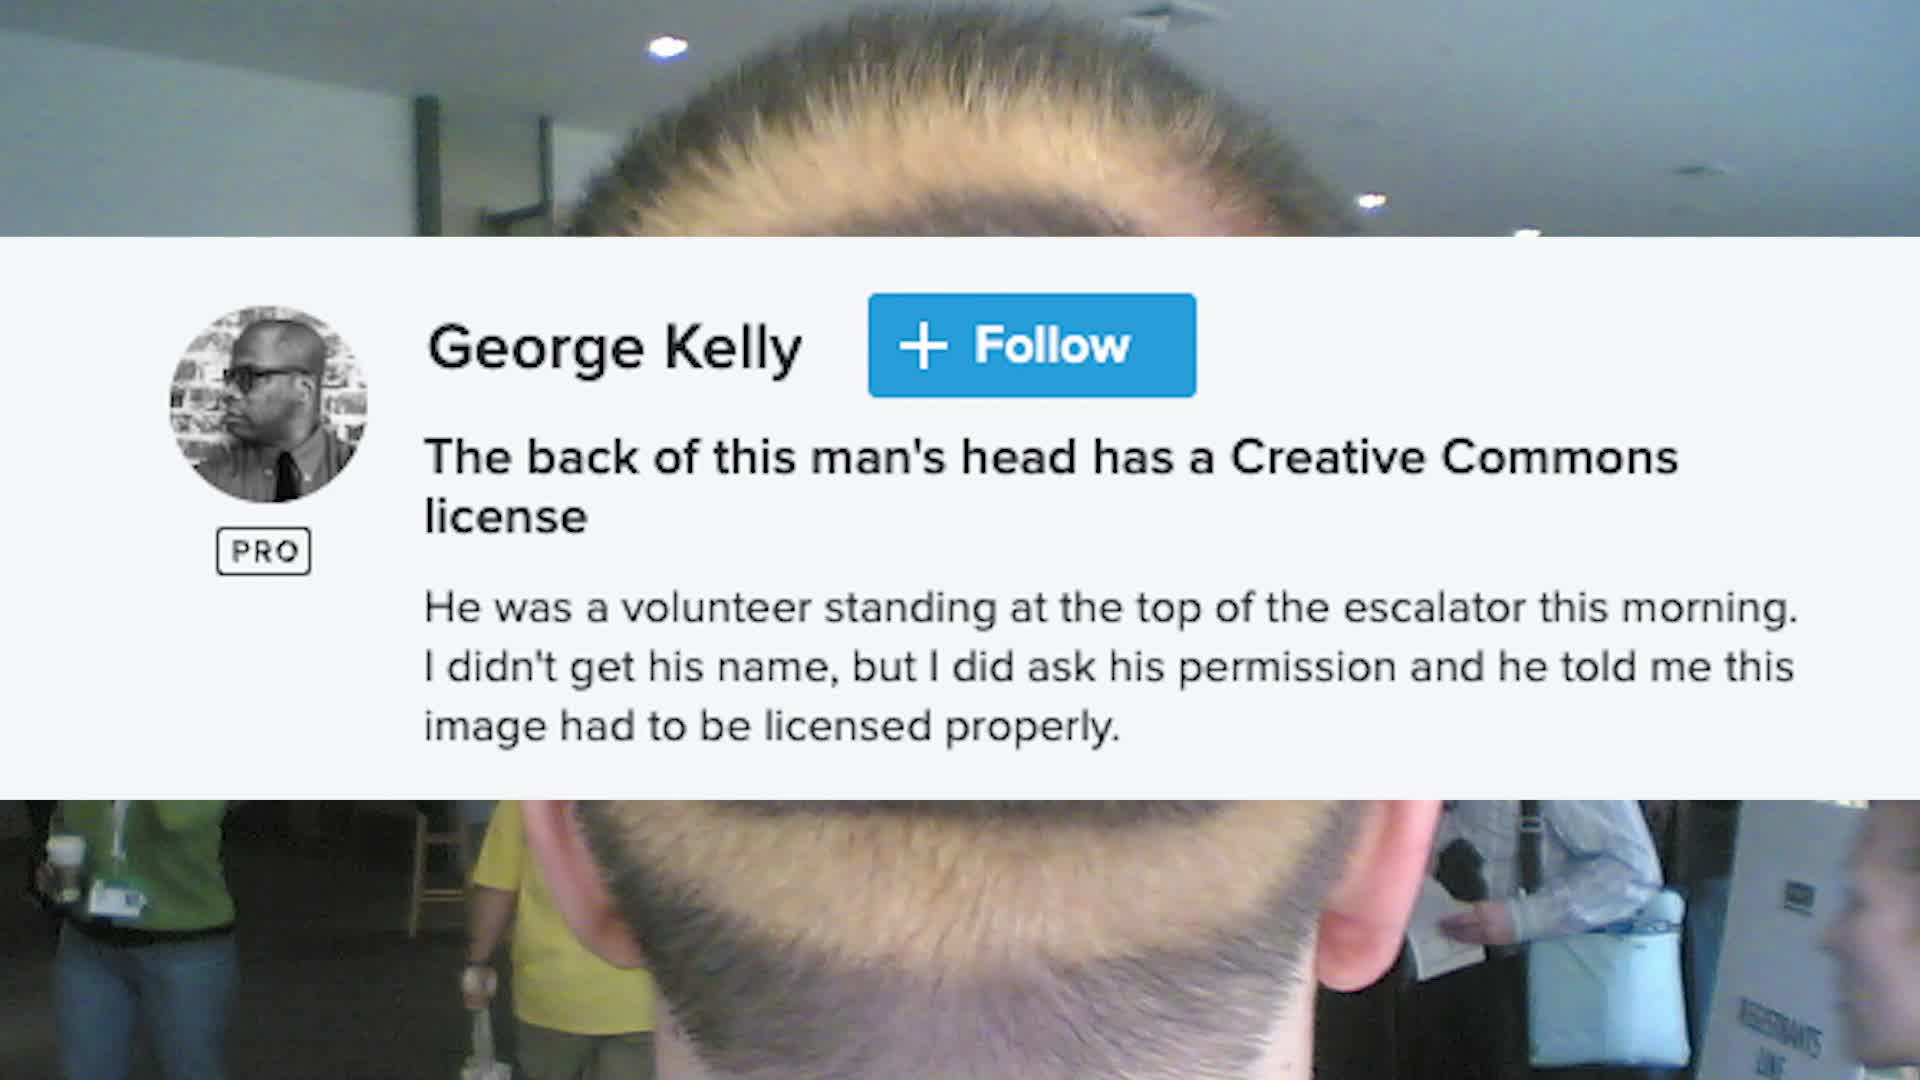 George Kelly
+ Follow
The back of this man's head has a Creative Commons
license
PRO
He was a volunteer standing at the top of the escalator this morning.
I didn't get his name, but I did ask his permission and he told me this
image had to be licensed properly.